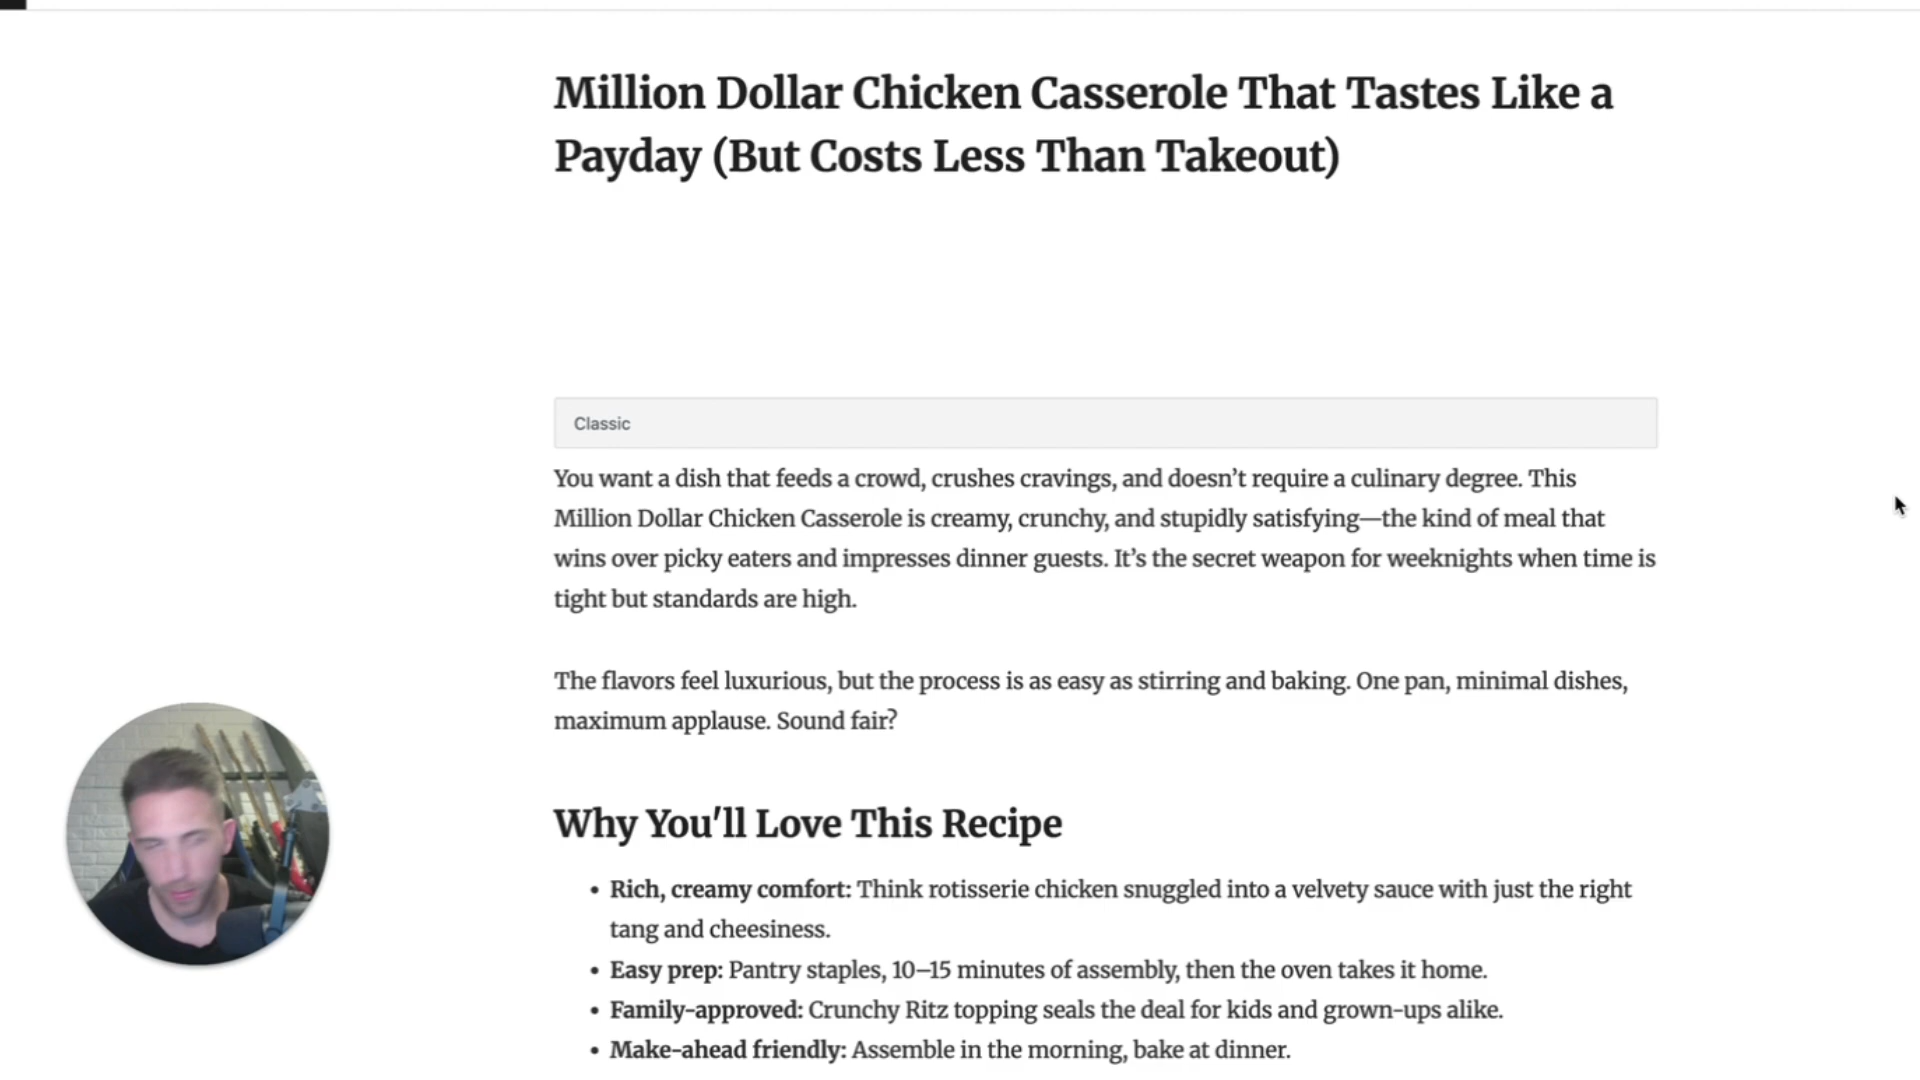 Million Dollar Chicken Casserole That Tastes Like a
Payday (But Costs Less Than Takeout)
Classic
You want a dish that feeds a crowd, crushes cravings, and doesn’t require a culinary degree. This
Million Dollar Chicken Casserole is creamy, crunchy, and stupidly satisfying—the kind of meal that
wins over picky eaters and impresses dinner guests. It’s the secret weapon for weeknights when time is
tight but standards are high.
The flavors feel luxurious, but the process is as easy as stirring and baking. One pan, minimal dishes,
maximum applause. Sound fair?
Why You'll Love This Recipe
• Rich, creamy comfort: Think rotisserie chicken snuggled into a velvety sauce with just the right
tang and cheesiness.
• Easy prep: Pantry staples, 10–15 minutes of assembly, then the oven takes it home.
• Family-approved: Crunchy Ritz topping seals the deal for kids and grown-ups alike.
• Make-ahead friendly: Assemble in the morning, bake at dinner.